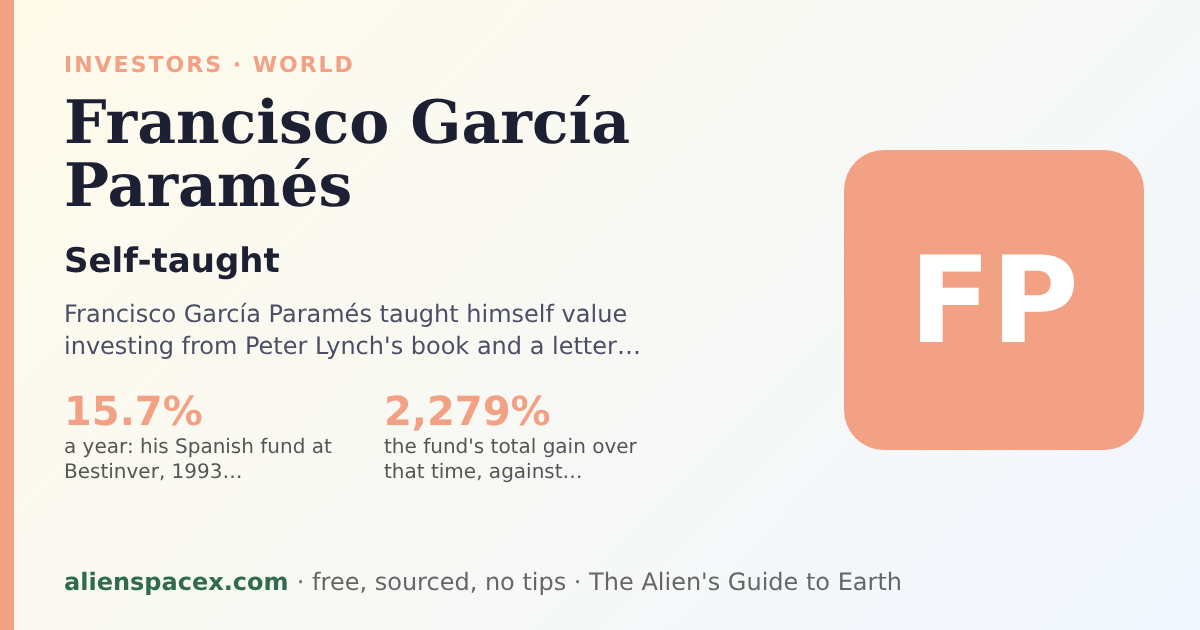 INVESTORS · WORLD
Francisco García
Paramés
Self-taught
Francisco García Paramés taught himself value
investing from Peter Lynch's book and a letter…
15.7%
a year: his Spanish fund at
Bestinver, 1993…
2,279%
the fund's total gain over
that time, against…
FP
alienspacex.com · free, sourced, no tips · The Alien's Guide to Earth